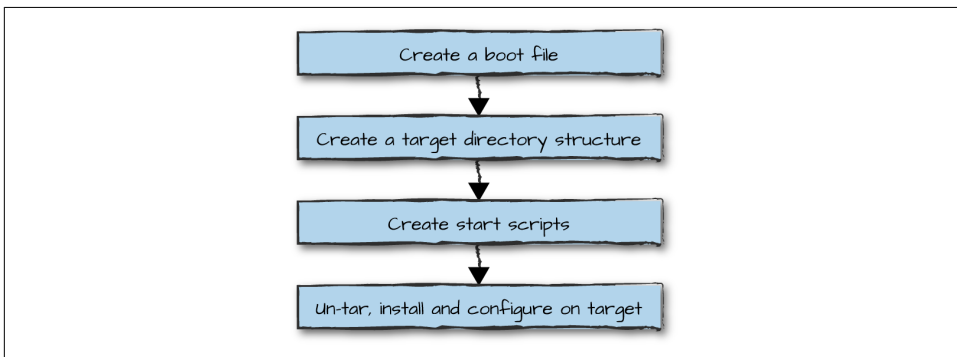 Create a boot file
Create a target directory structure
Create start scripts
Un-tar, install and configure on target